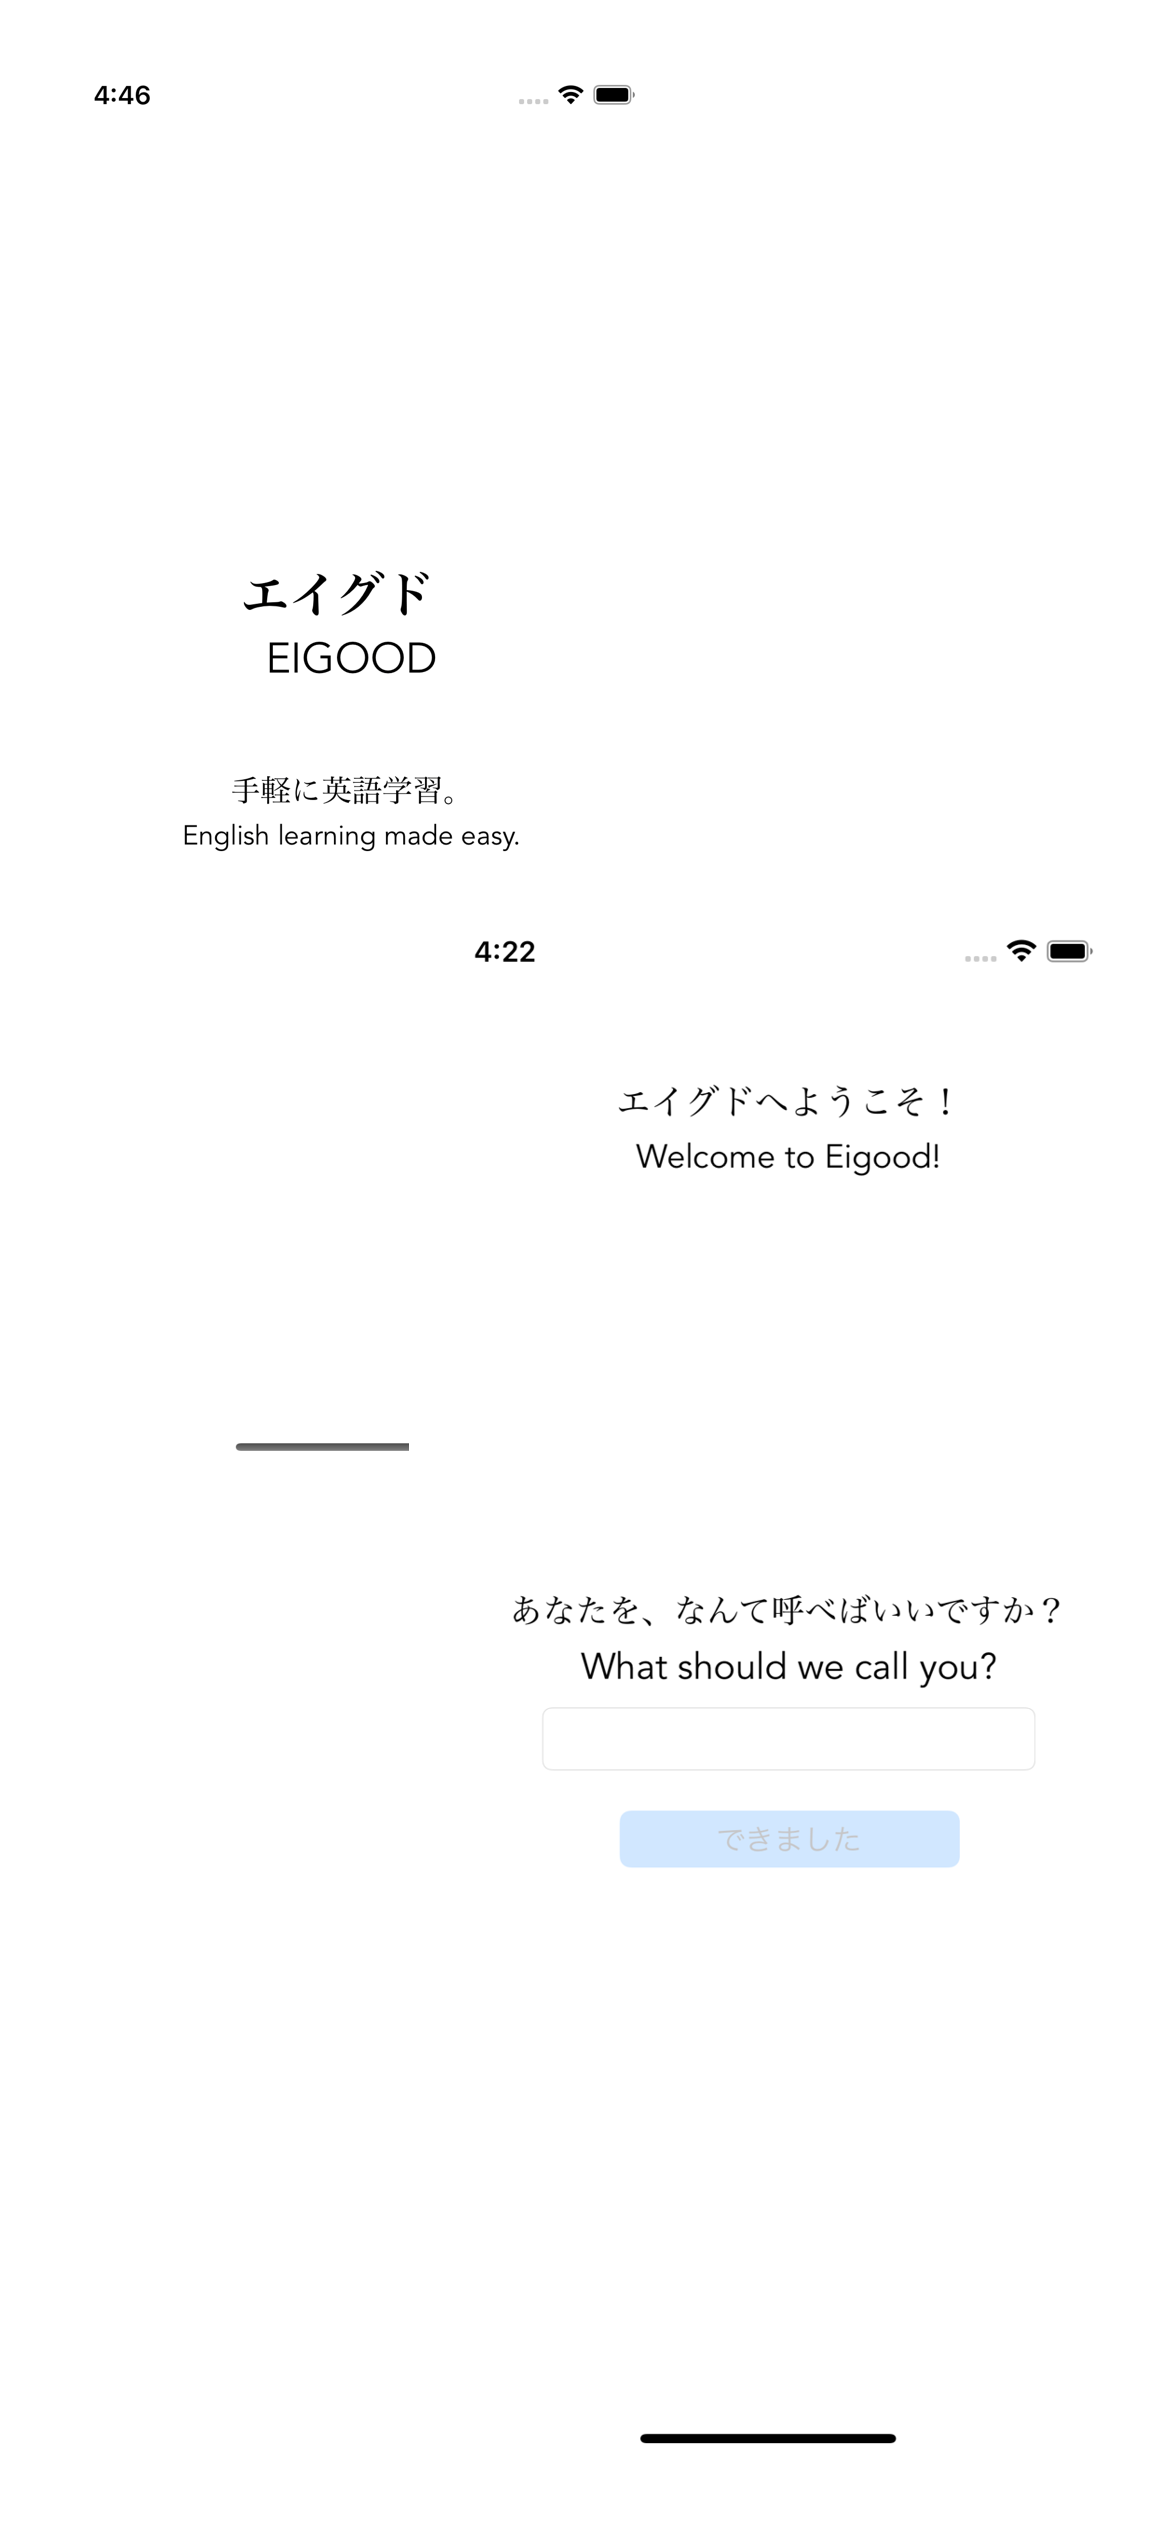 4:46
エイグド
EIGOOD
手軽に英語学習。
English learning made easy.
4:22
エイグドへようこそ！
Welcome to Eigood!
あなたを、なんて呼べばいいですか？
What should we call you?
できました